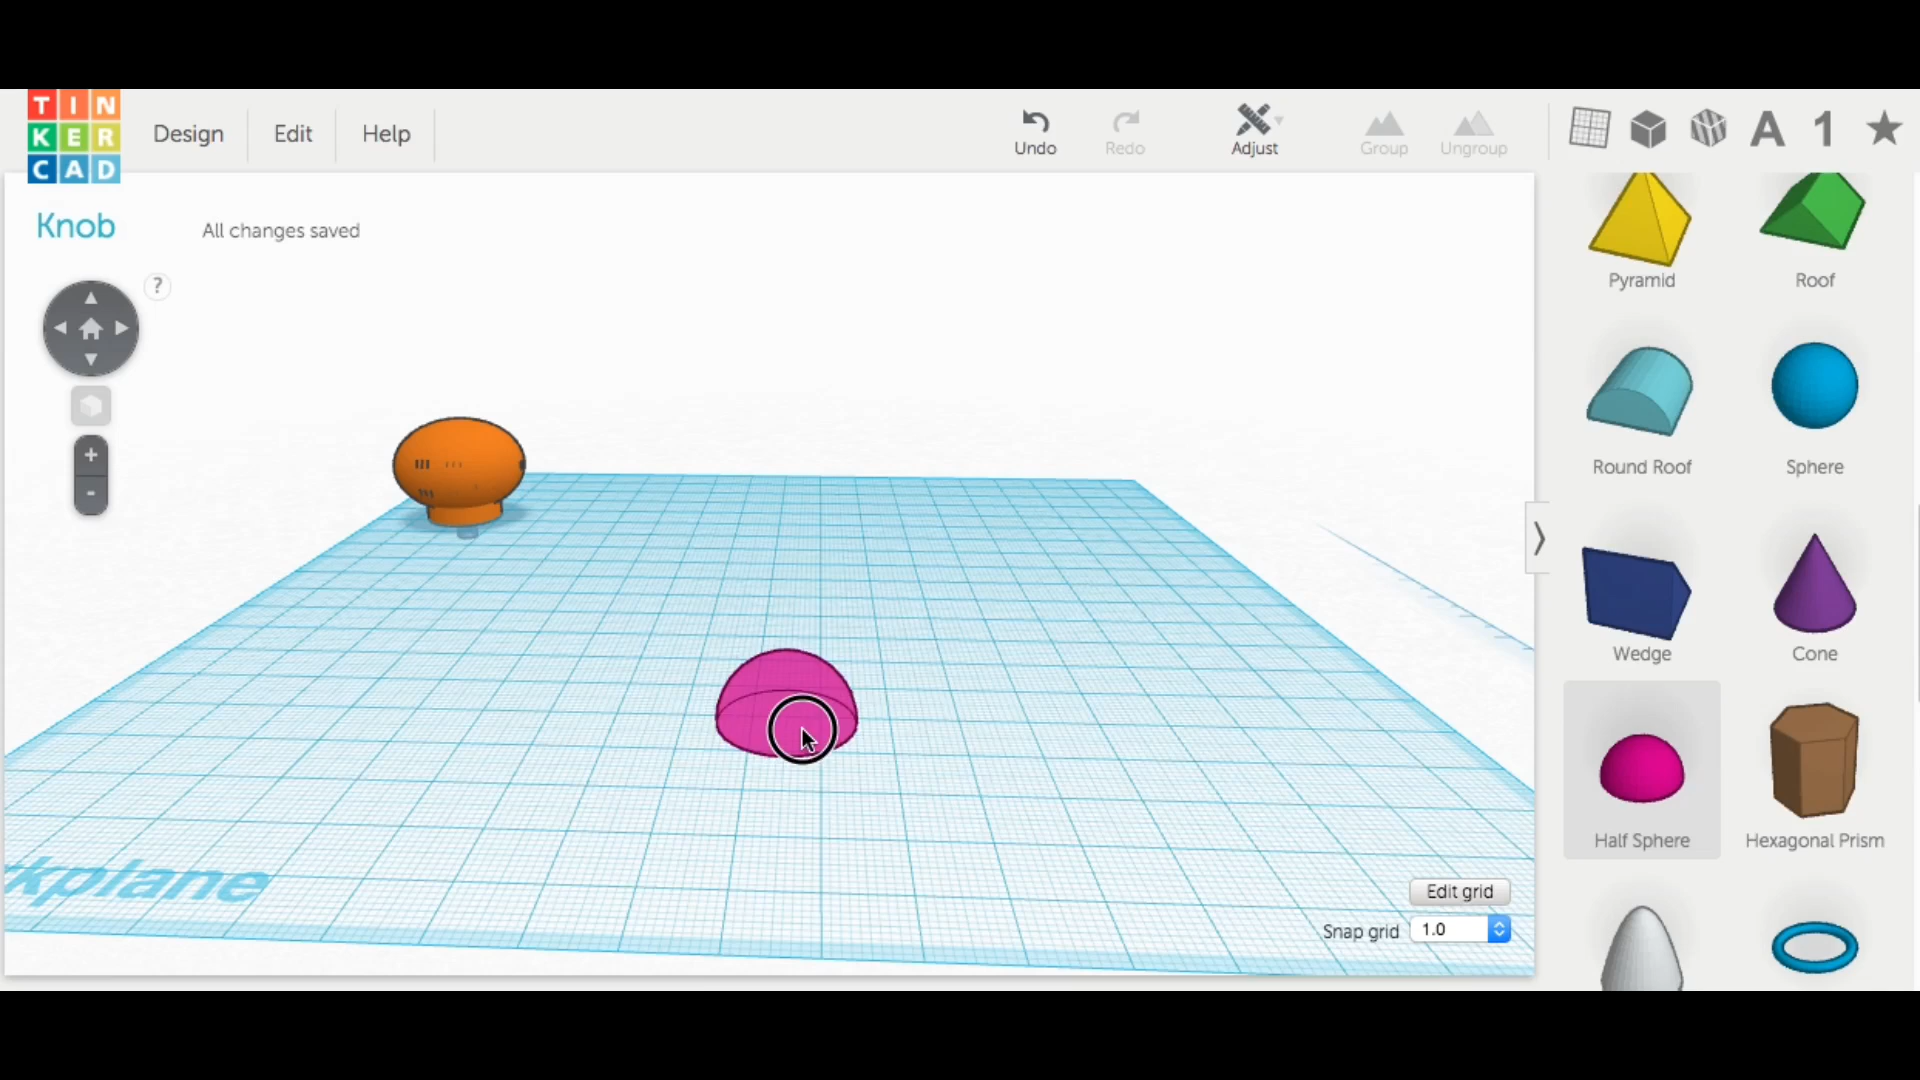 TIN
KER
CAD
Design
Edit
Help
Undo
Redo
Adjust
Group
Ungroup
A
1
Knob
All changes saved
?
+
-
Pyramid
Roof
Round Roof
Sphere
Wedge
Cone
Half Sphere
Hexagonal Prism
kplane
Edit grid
Snap grid
1.0